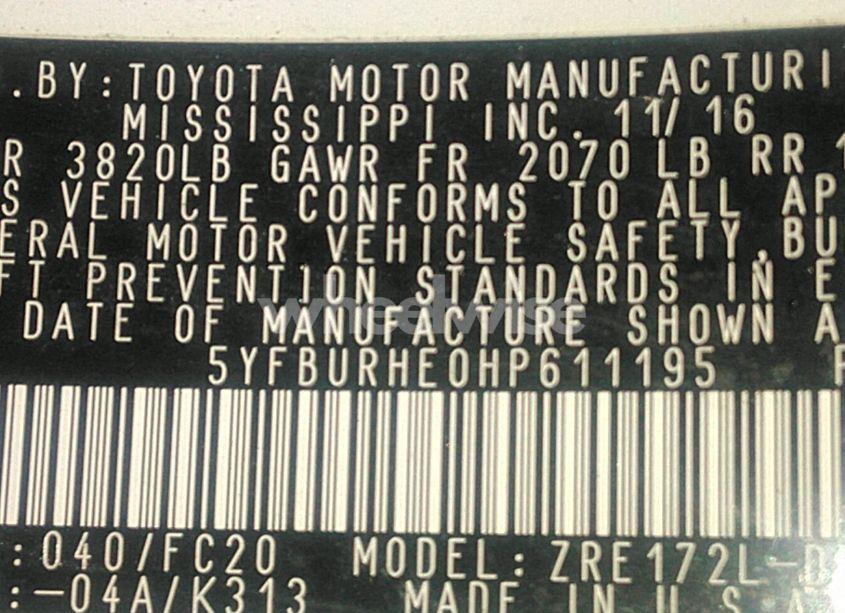 . BY: TOYOTA MOTOR MANUFACTURI
MISSISSIPPI INC. 11/16
R 3820LB GAWR FR 2070 LB RR 1
S VEHICLE CONFORMS TO ALL AP
ERAL MOTOR VEHICLE SAFETY, BU
FT PREVENTION STANDARDS IN E
wheelwise
DATE OF MANUFACTURE SHOWN A
5YFBURHE0HP611195
:040/FC20 MODEL: ZRE172L-D
:-04A/K313 MADE IN U.S.A